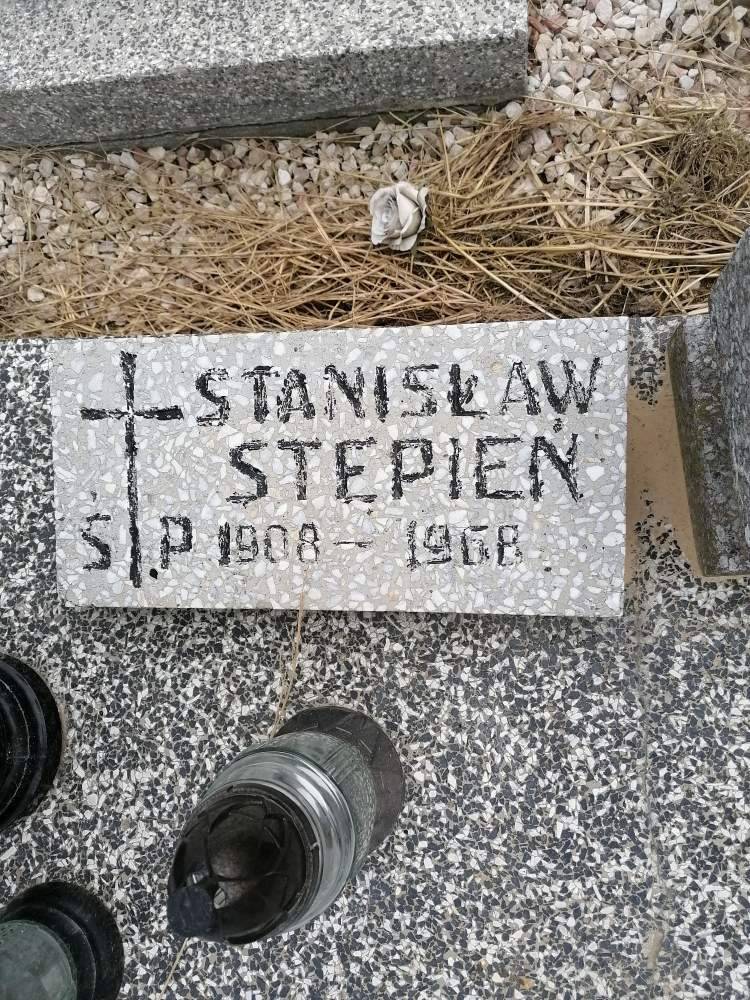 STANISŁAW
STĘPIEŃ
Ś.P 1908 – 1968